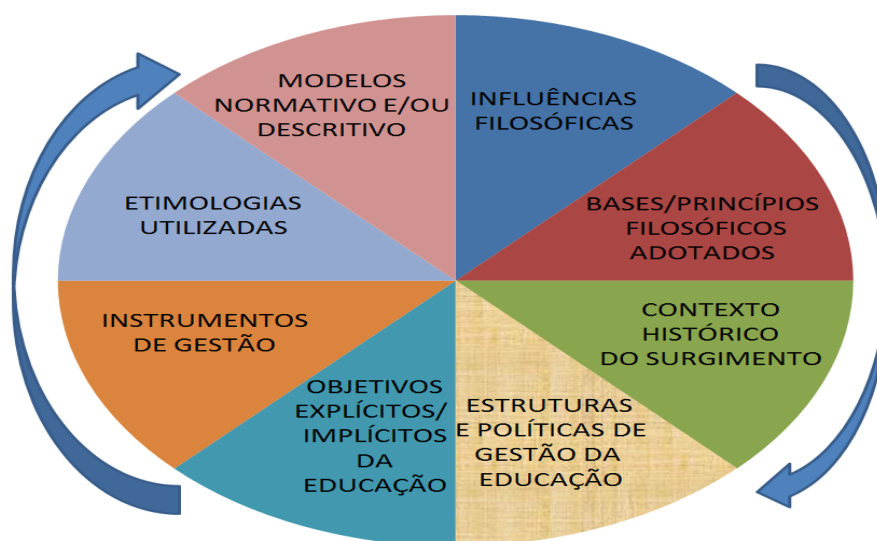 MODELOS
NORMATIVO E/OU
DESCRITIVO
INFLUÊNCIAS
FILOSÓFICAS
BASES/PRINCÍPIOS
FILOSÓFICOS
ADOTADOS
CONTEXTO
HISTÓRICO
DO SURGIMENTO
ESTRUTURAS
E POLÍTICAS DE
GESTÃO DA
EDUCAÇÃO
OBJETIVOS
EXPLÍCITOS/
IMPLÍCITOS
DA
EDUCAÇÃO
INSTRUMENTOS
DE GESTÃO
ETIMOLOGIAS
UTILIZADAS